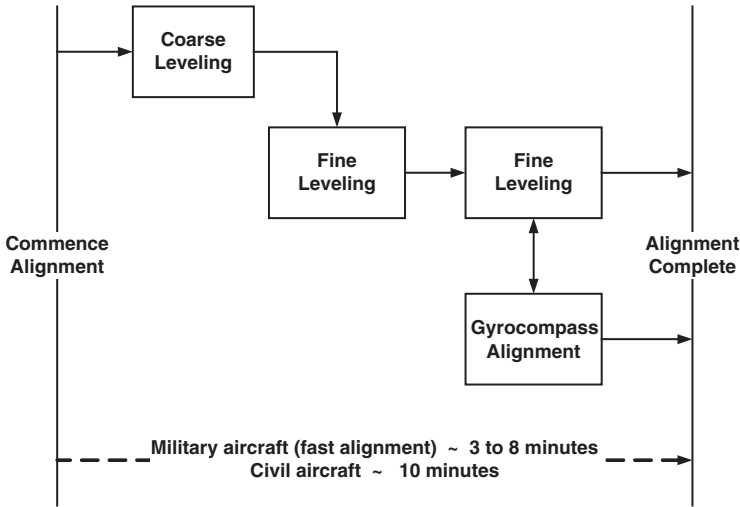 Coarse
Leveling
Fine
Leveling
Fine
Leveling
Commence
Alignment
Alignment
Complete
Gyrocompass
Alignment
Military aircraft (fast alignment) ~ 3 to 8 minutes
Civil aircraft ~ 10 minutes